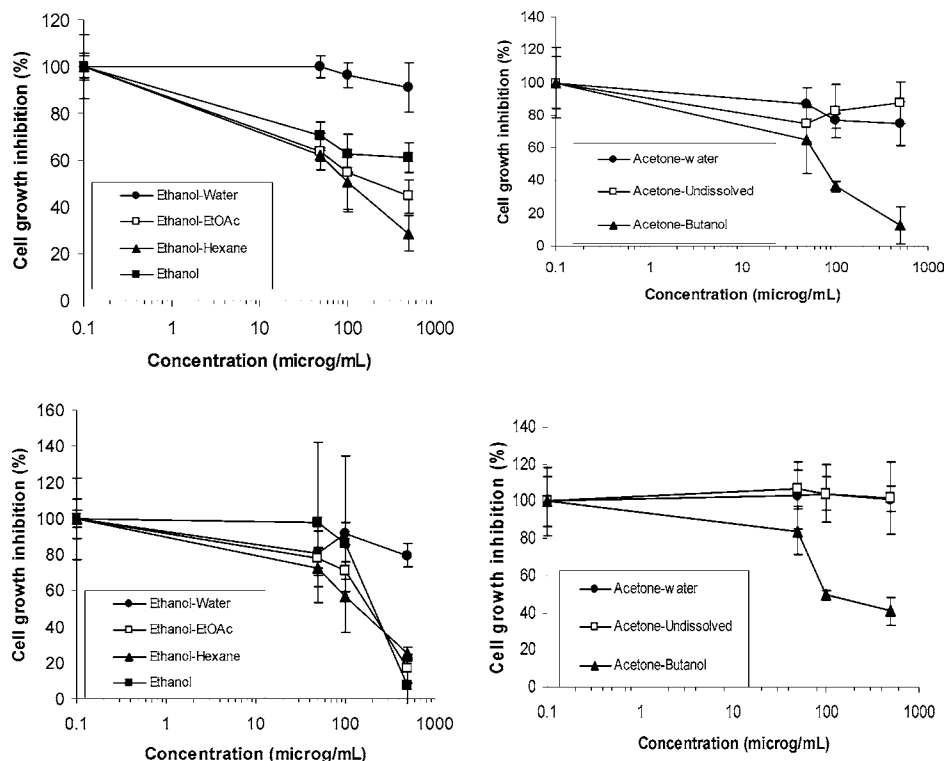 Cell growth inhibition (%)
120
100
80
60
40
20
0
Ethanol-Water
Ethanol-EtOAc
Ethanol-Hexane
Ethanol
0.1 1 10 100 1000
Concentration (microg/mL)
Cell growth inhibition (%)
140
120
100
80
60
40
20
0
Acetone-water
Acetone-Undissolved
Acetone-Butanol
0.1 1 10 100 1000
Concentration (microg/mL)
Cell growth inhibition (%)
160
140
120
100
80
60
40
20
0
Ethanol-Water
Ethanol-EtOAc
Ethanol-Hexane
Ethanol
0.1 1 10 100 1000
Concentration (microg/mL)
Cell growth inhibition (%)
140
120
100
80
60
40
20
0
Acetone-water
Acetone-Undissolved
Acetone-Butanol
0.1 1 10 100 1000
Concentration (microg/mL)